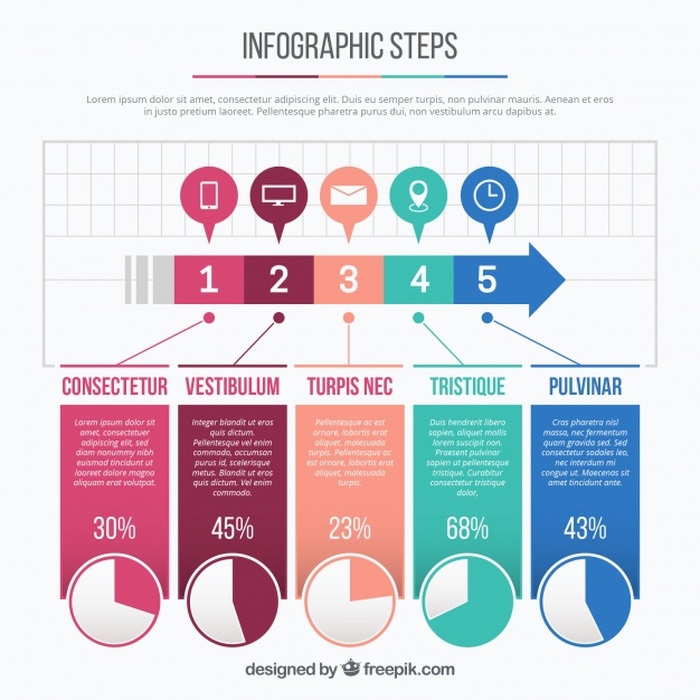 INFOGRAPHIC STEPS
Lorem ipsum dolor sit amet, consectetur adipiscing elit. Duis eu semper turpis, non pulvinar mauris. Aenean et eros
in justo pretium laoreet. Pellentesque pharetra purus dui, non vestibulum arcu dapibus at.
1 2 3 4 5
CONSECTETUR
Lorem ipsum dolor sit
amet, consectetuer
adipiscing elit, sed
diam nonummy nibh
euismod tincidunt ut
laoreet dolore magna
aliquam erat volutpat.
30%
VESTIBULUM
Integer blandit ut eros
quis dictum.
Pellentesque vel enim
commodo, accumsan
purus id, scelerisque
metus. Blandit ut eros
quis dictum. Vel enim
commodo.
45%
TURPIS NEC
Pellentesque ac est
ornare, lobortis erat
aliquet, malesuada
turpis. Pellentesque ac
est ornare, lobortis erat
aliquet, malesuada
turpis.
23%
TRISTIQUE
Duis hendrerit libero
sapien, aliquet mollis
lorem suscipit non.
Praesent pulvinar
sapien ut pellentesque
tristique. Curabitur
consectetur tristique
dolor,
68%
PULVINAR
Cras pharetra nisl
massa, nec fermentum
quam gravida sed. Sed
consectetur sodales leo,
nec interdum mi
congue ut. Maecenas sit
amet tincidunt ante.
43%
designed by freepik.com